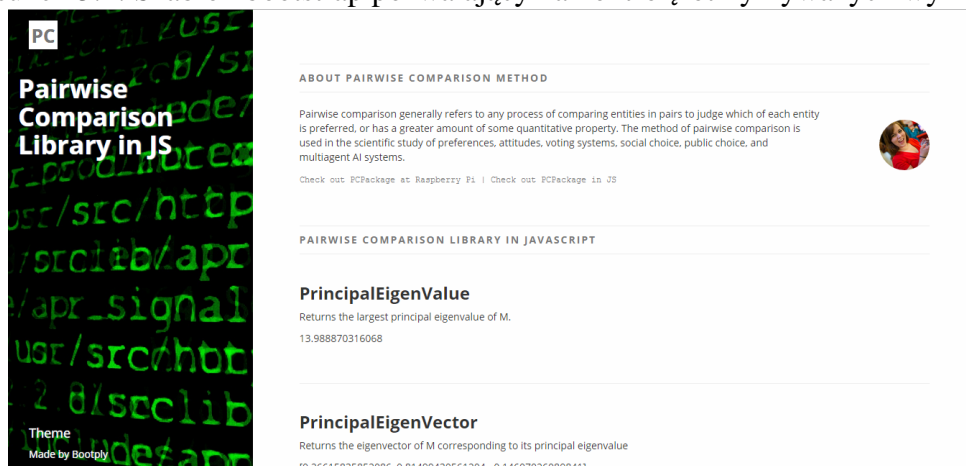 PC
Pairwise
Comparison
Library in JS
Theme
Made by Bootply
ABOUT PAIRWISE COMPARISON METHOD
Pairwise comparison generally refers to any process of comparing entities in pairs to judge which of each entity
is preferred, or has a greater amount of some quantitative property. The method of pairwise comparison is
used in the scientific study of preferences, attitudes, voting systems, social choice, public choice, and
multiagent AI systems.
Check out PCPackage at Raspberry Pi | Check out PCPackage in JS
PAIRWISE COMPARISON LIBRARY IN JAVASCRIPT
PrincipalEigenValue
Returns the largest principal eigenvalue of M.
13.988870316068
PrincipalEigenVector
Returns the eigenvector of M corresponding to its principal eigenvalue